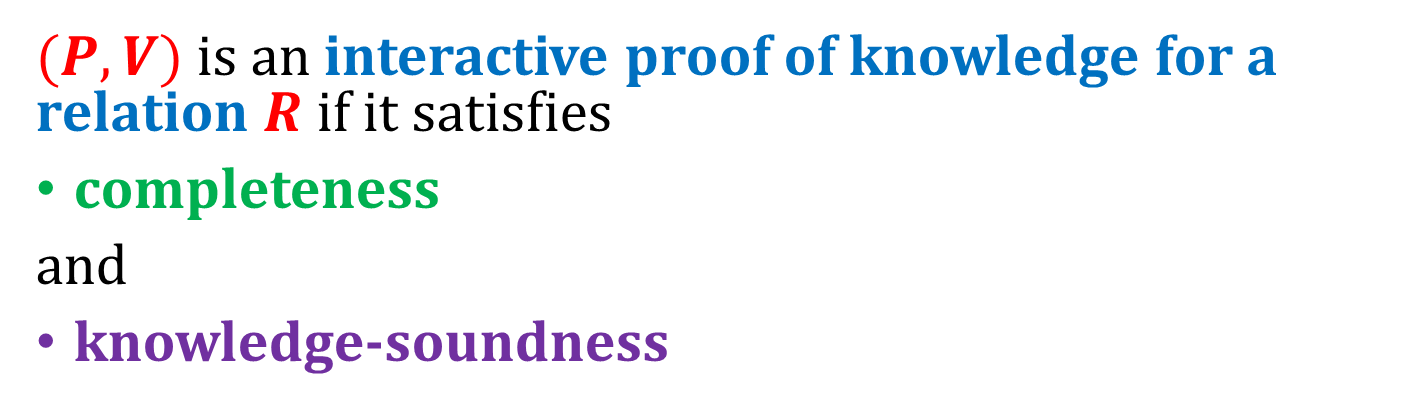 (P, V) is an interactive proof of knowledge for a
relation R if it satisfies
• completeness
and
• knowledge-soundness